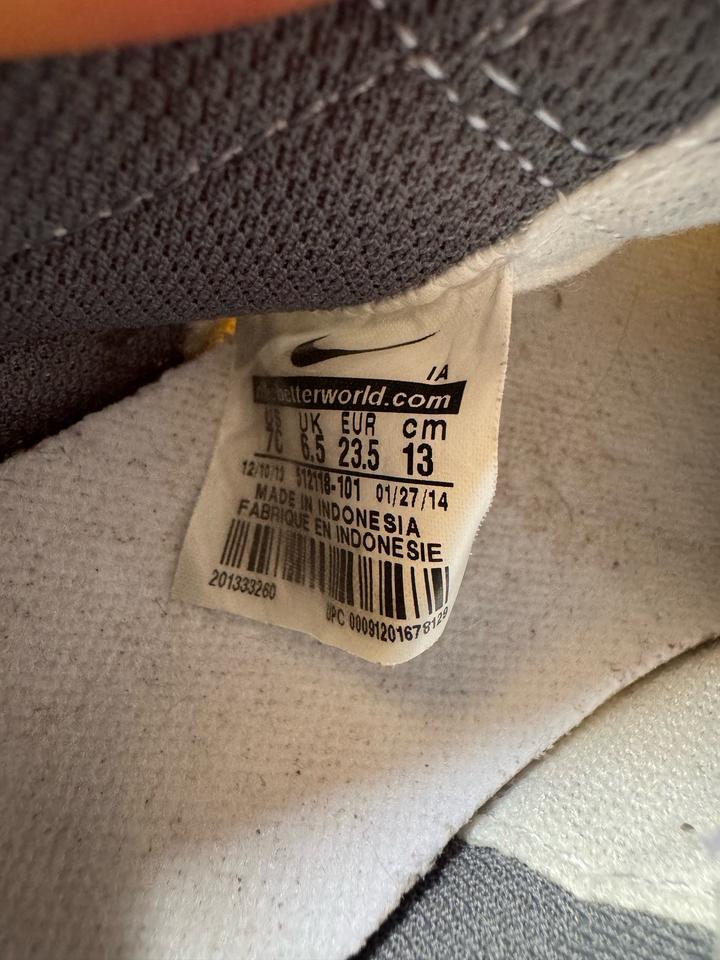 IA
betterworld.com
US UK EUR cm
7C 6.5 23.5 13
12/10/13 512118-101 01/27/14
MADE IN INDONESIA
FABRIQUE EN INDONESIE
201333260
UPC 00091201678129